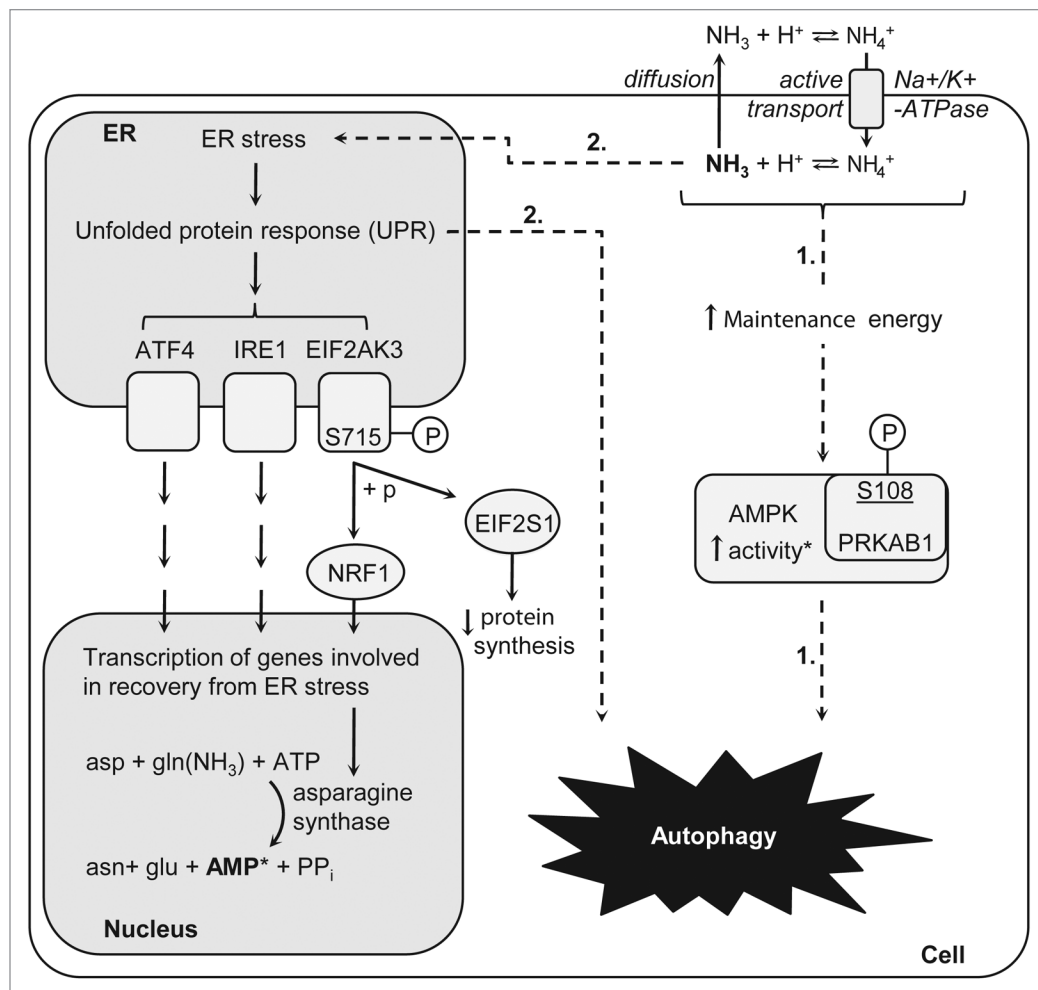 NH₃ + H⁺ ⇌ NH₄⁺
diffusion
active
transport
Na+/K+
-ATPase
ER
ER stress
2.
NH₃ + H⁺ ⇌ NH₄⁺
Unfolded protein response (UPR)
2.
1.
↑ Maintenance energy
ATF4
IRE1
EIF2AK3
S715
P
+ p
EIF2S1
NRF1
↓ protein
synthesis
P
S108
AMPK
↑ activity*
PRKAB1
1.
Transcription of genes involved
in recovery from ER stress
asp + gln(NH₃) + ATP
asparagine
synthase
asn+ glu + AMP* + PPᵢ
Nucleus
Autophagy
Cell